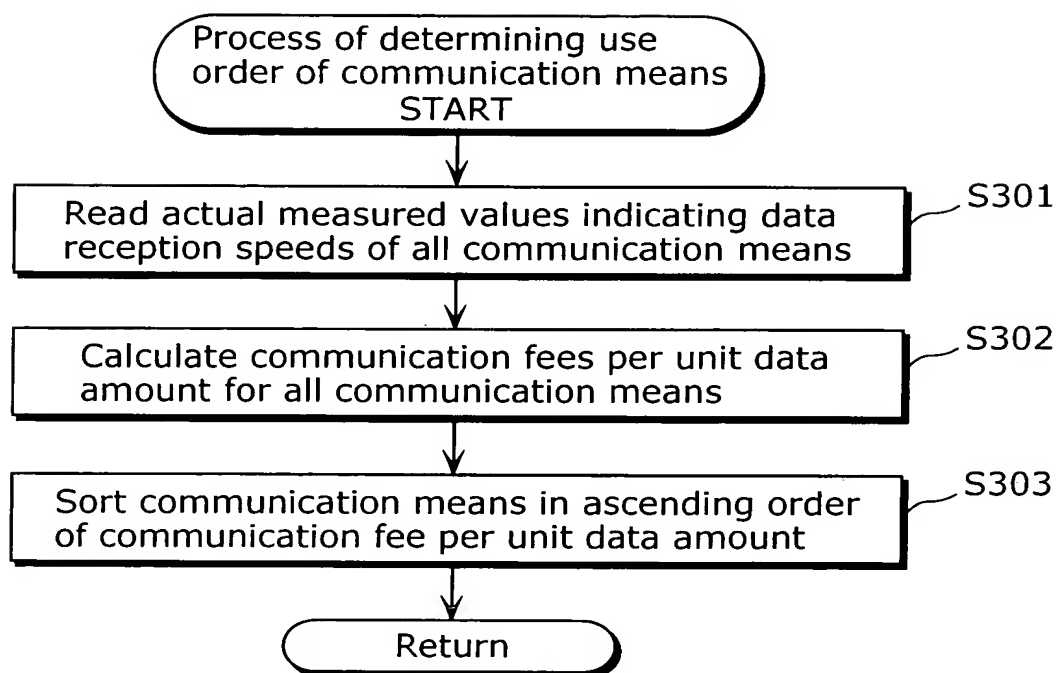 Process of determining use
order of communication means
START
Read actual measured values indicating data
reception speeds of all communication means
S301
Calculate communication fees per unit data
amount for all communication means
S302
Sort communication means in ascending order
of communication fee per unit data amount
S303
Return